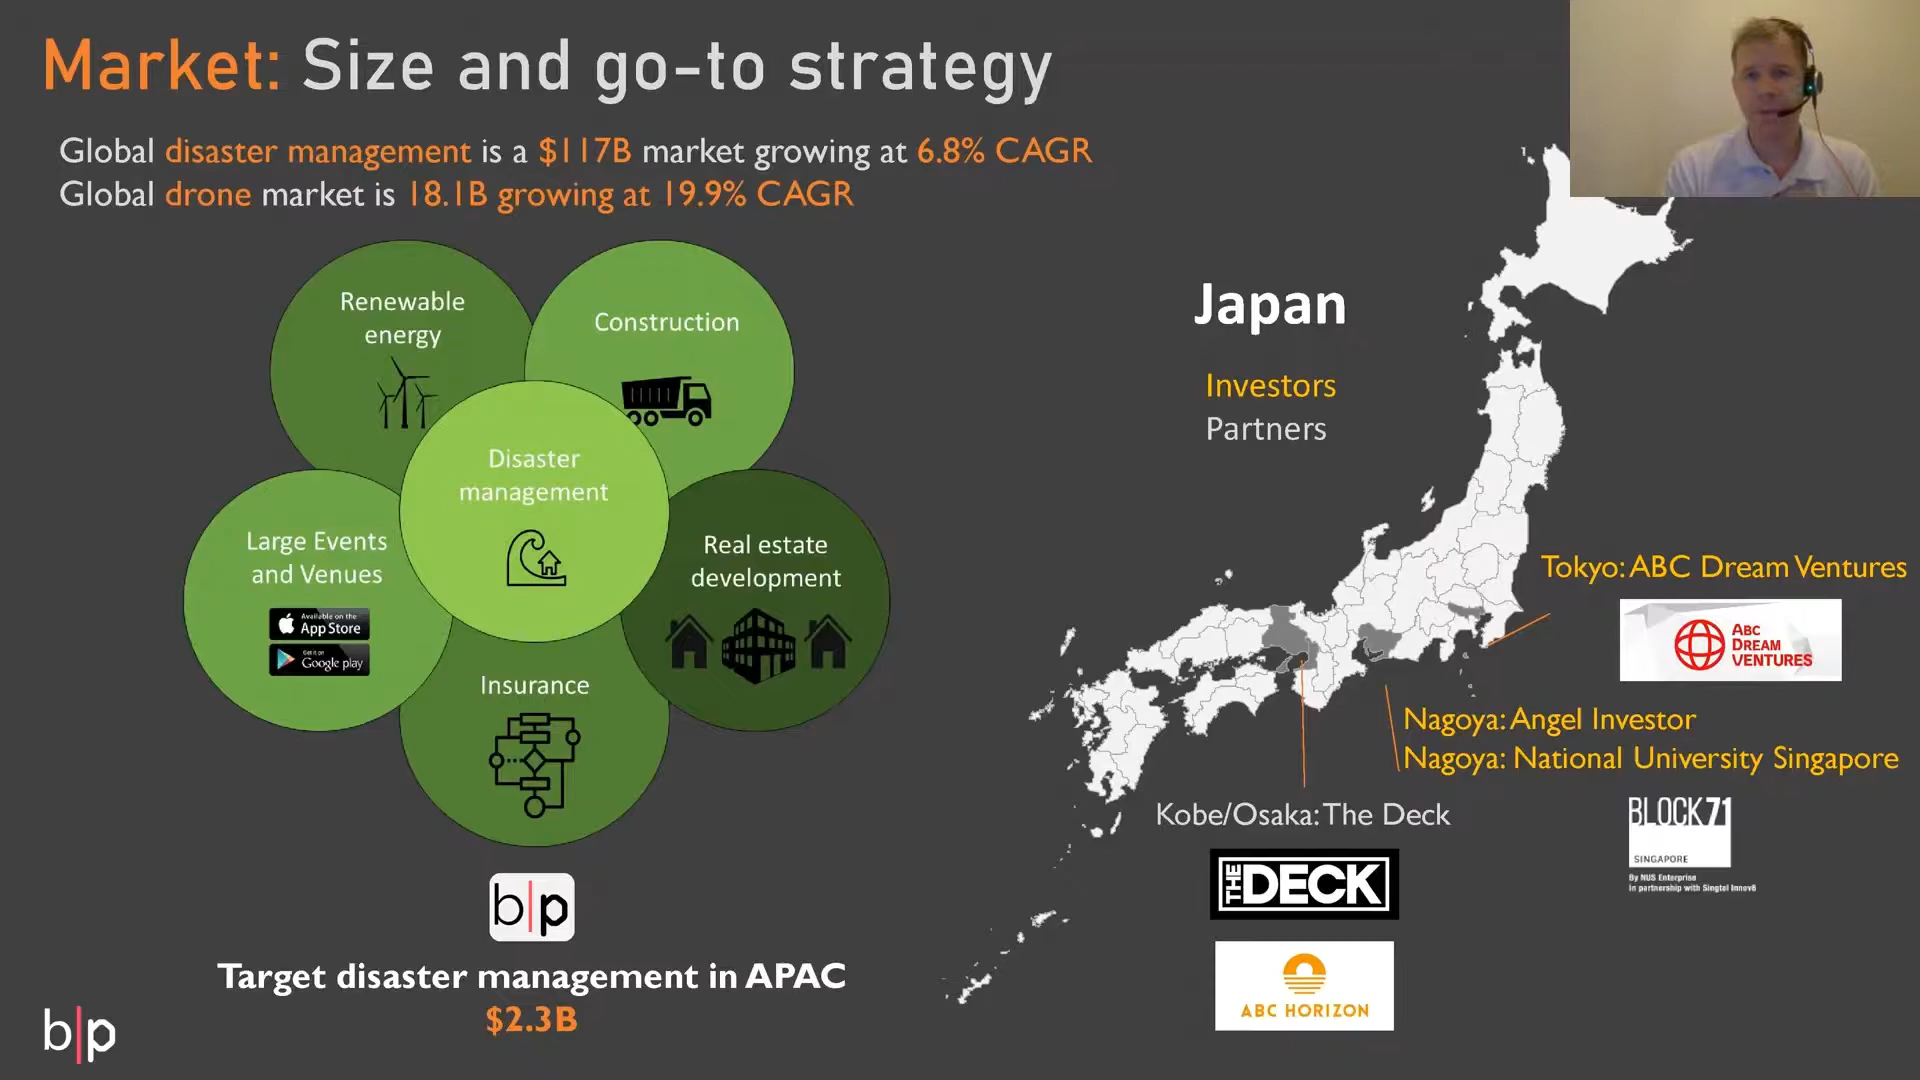 Market: Size and go-to strategy
Global disaster management is a $117B market growing at 6.8% CAGR
Global drone market is 18.1B growing at 19.9% CAGR
Renewable
energy
Construction
Disaster
management
Large Events
and Venues
Available on the
App Store
Get it on
Google play
Real estate
development
Insurance
b|p
Target disaster management in APAC
$2.3B
b|p
Japan
Investors
Partners
Tokyo: ABC Dream Ventures
ABC
DREAM
VENTURES
Nagoya: Angel Investor
Nagoya: National University Singapore
BLOCK71
SINGAPORE
By NUS Enterprise
In partnership with Singtel Innov8
Kobe/Osaka: The Deck
THE DECK
ABC HORIZON